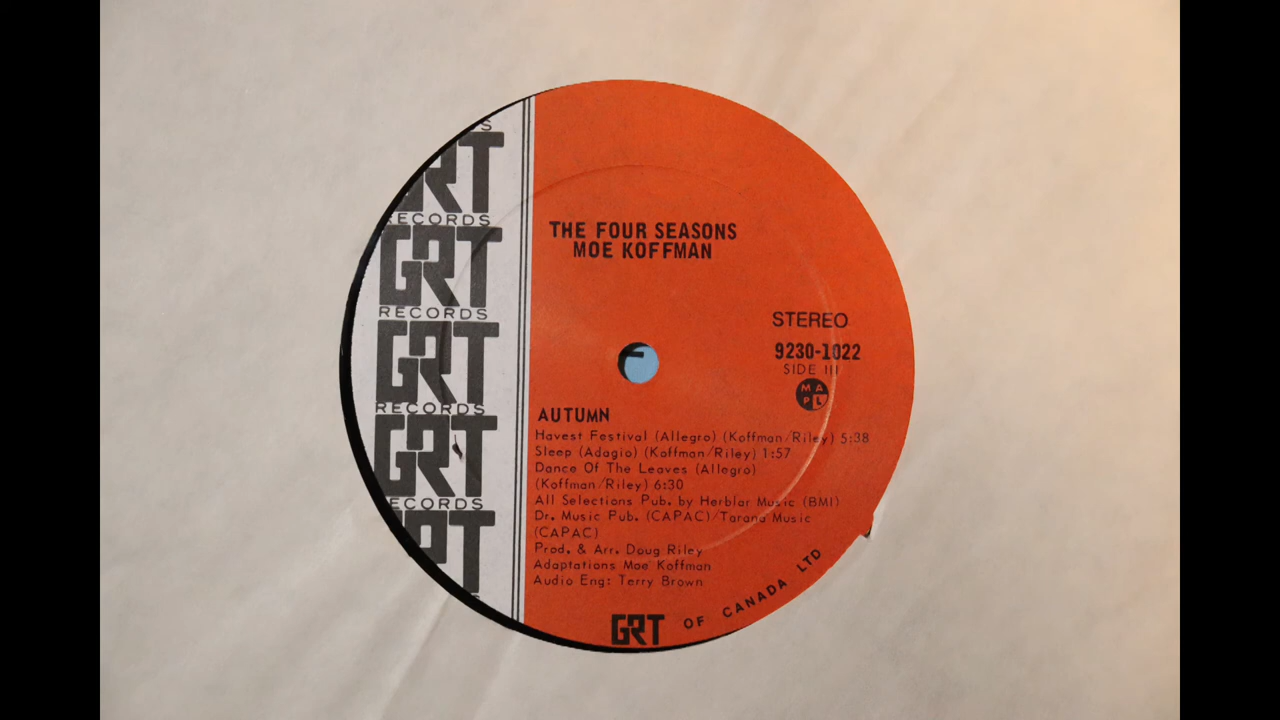 S
RT
RECORDS
GRT
RECORDS
GRT
RECORDS
GRT
RECORDS
GRT
THE FOUR SEASONS
MOE KOFFMAN
STEREO
9230-1022
SIDE III
M A
P L
AUTUMN
Havest Festival (Allegro) (Koffman/Riley) 5:38
Sleep (Adagio) (Koffman/Riley) 1:57
Dance Of The Leaves (Allegro)
(Koffman/Riley) 6:30
All Selections Pub. by Herblar Music (BMI)
Dr. Music Pub. (CAPAC)/Tarana Music
(CAPAC)
Prod. & Arr. Doug Riley
Adaptations Moe Koffman
Audio Eng: Terry Brown
GRT OF CANADA LTD